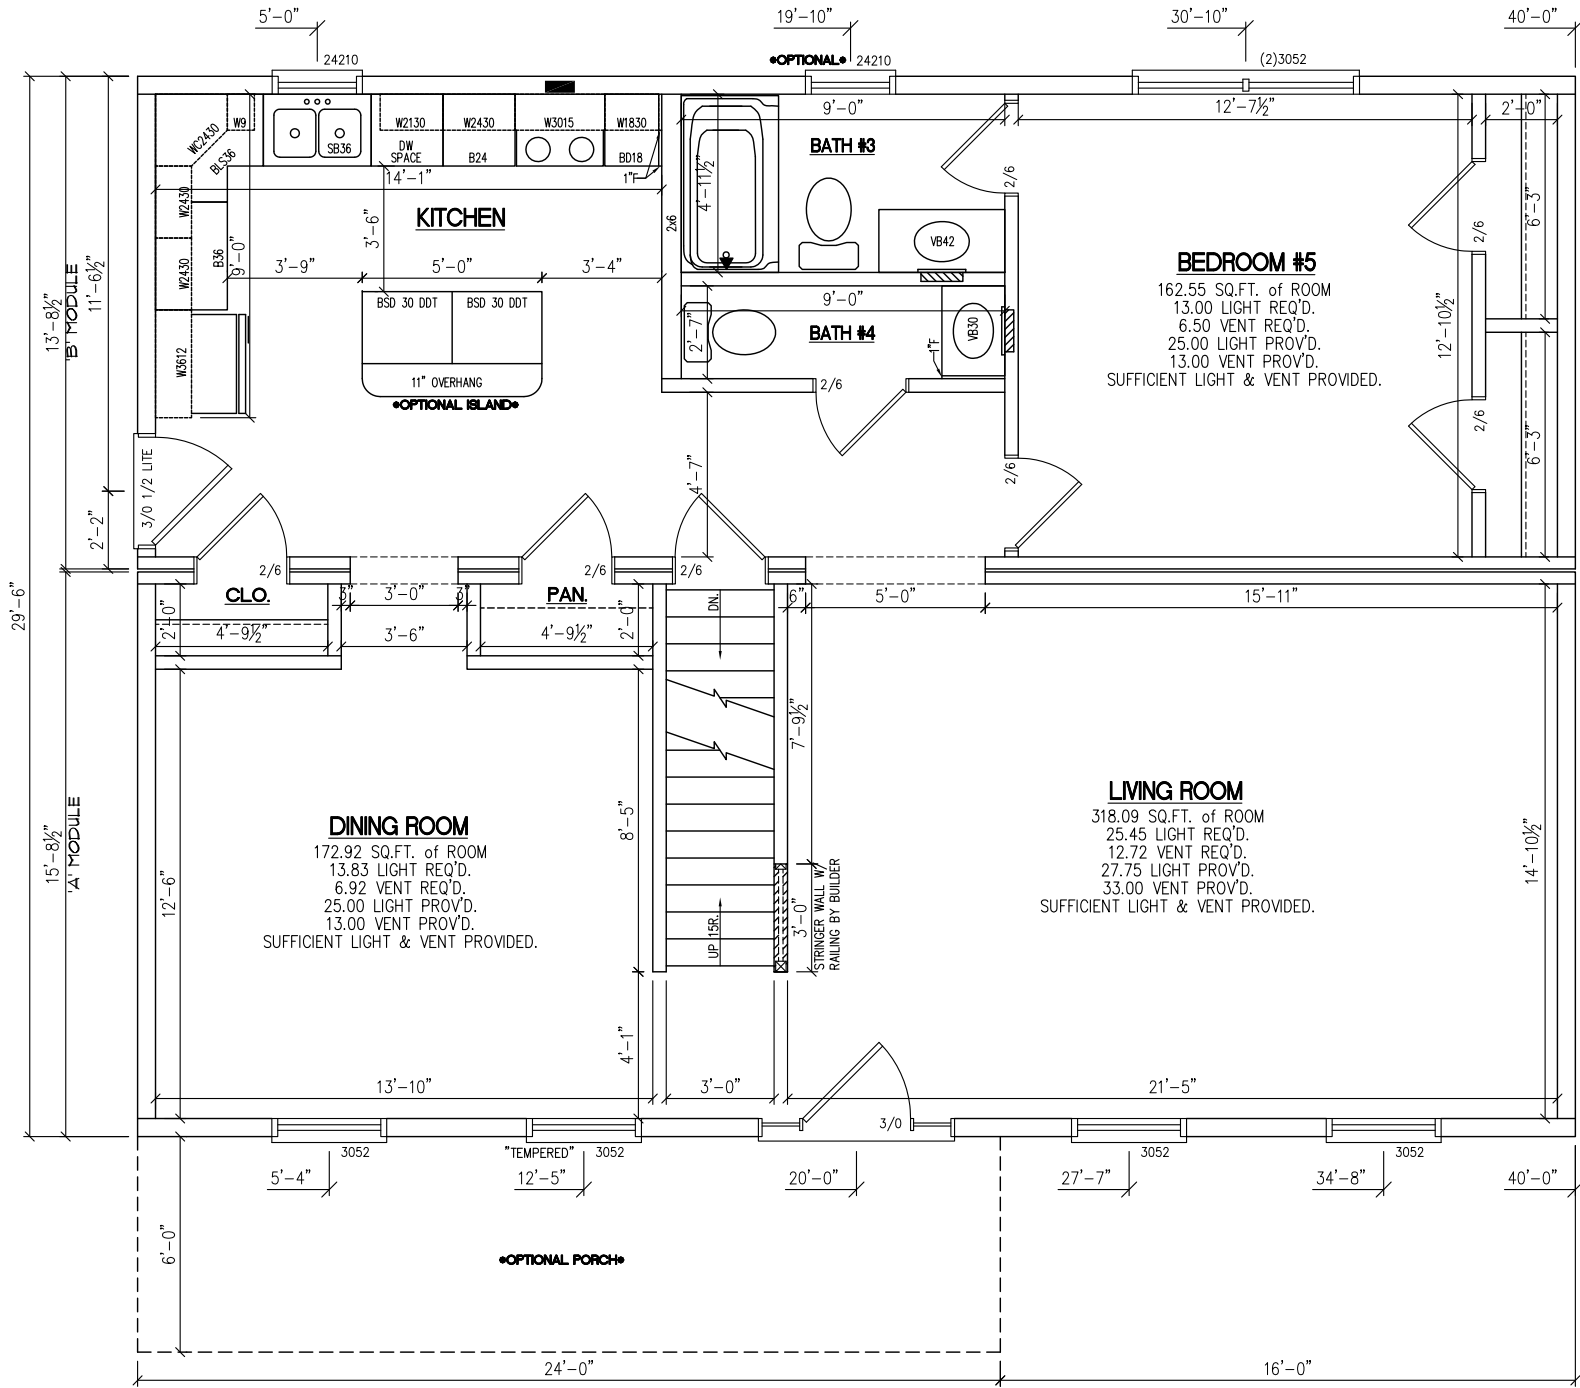 5'-0"
19'-10"
30'-10"
40'-0"
24210
*OPTIONAL*
24210
(2)3052
W9
WC2430
BLS36
SB36
W2130
DW
SPACE
W2430
B24
W3015
W1830
BD18
1"F
14'-1"
9'-0"
12'-7½"
2'-0"
BATH #3
4'-11½"
2x6
2/6
VB42
KITCHEN
3'-6"
W2430
B36
9'-0"
W2430
3'-9"
5'-0"
3'-4"
BSD 30 DDT
BSD 30 DDT
11" OVERHANG
*OPTIONAL ISLAND*
W3612
9'-0"
BATH #4
2'-7"
VB30
1"F
2/6
BEDROOM #5
162.55 SQ.FT. of ROOM
13.00 LIGHT REQ'D.
6.50 VENT REQ'D.
25.00 LIGHT PROV'D.
13.00 VENT PROV'D.
SUFFICIENT LIGHT & VENT PROVIDED.
12'-10½"
2/6
6'-3"
2/6
6'-3"
29'-6"
13'-8½"
'B' MODULE
11'-6½"
2'-2"
3/0 1/2 LITE
4'-7"
2/6
2/6
2/6
2/6
CLO.
2'-0"
4'-9½"
3"
3'-0"
3"
3'-6"
PAN.
4'-9½"
2'-0"
DN.
6"
5'-0"
15'-11"
7'-9½"
15'-8½"
'A' MODULE
12'-6"
DINING ROOM
172.92 SQ.FT. of ROOM
13.83 LIGHT REQ'D.
6.92 VENT REQ'D.
25.00 LIGHT PROV'D.
13.00 VENT PROV'D.
SUFFICIENT LIGHT & VENT PROVIDED.
8'-5"
UP 15R.
3'-0"
STRINGER WALL W/
RAILING BY BUILDER
LIVING ROOM
318.09 SQ.FT. of ROOM
25.45 LIGHT REQ'D.
12.72 VENT REQ'D.
27.75 LIGHT PROV'D.
33.00 VENT PROV'D.
SUFFICIENT LIGHT & VENT PROVIDED.
14'-10½"
4'-1"
13'-10"
3'-0"
21'-5"
3/0
3052
"TEMPERED"
3052
3052
3052
5'-4"
12'-5"
20'-0"
27'-7"
34'-8"
40'-0"
6'-0"
*OPTIONAL PORCH*
24'-0"
16'-0"